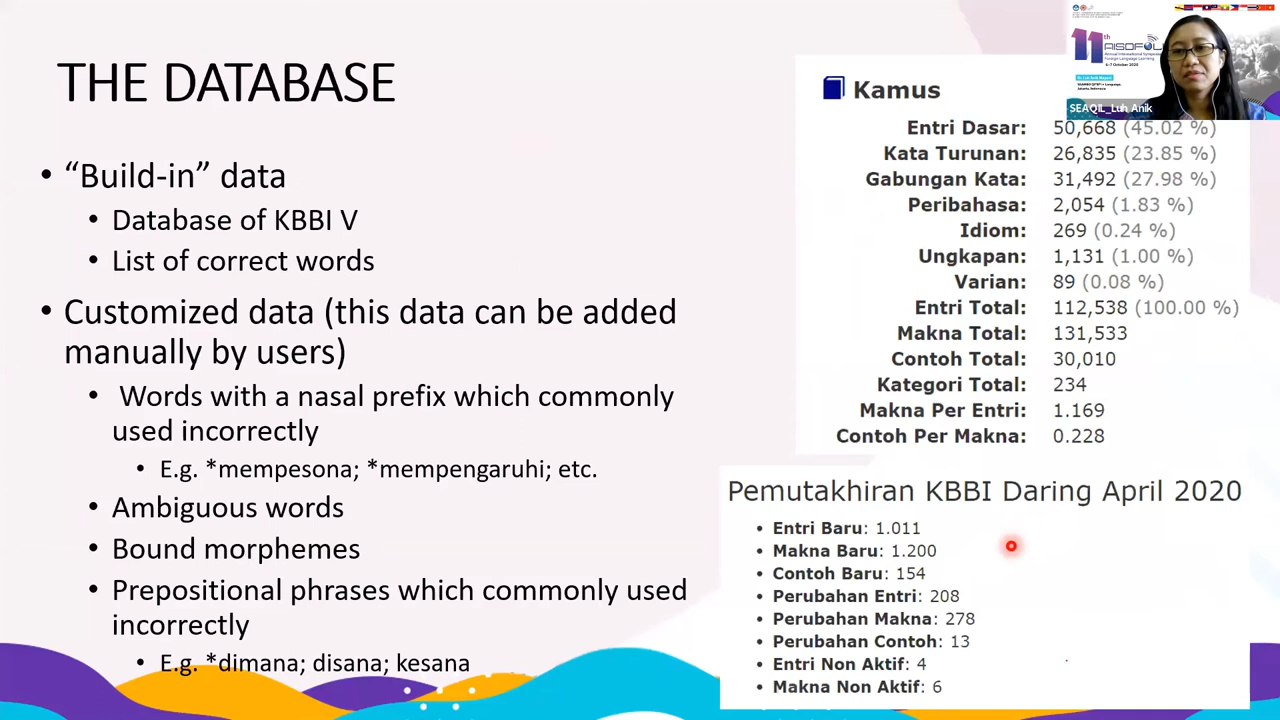 THE DATABASE
• “Build-in” data
• Database of KBBI V
• List of correct words
• Customized data (this data can be added
manually by users)
• Words with a nasal prefix which commonly
used incorrectly
• E.g. *mempesona; *mempengaruhi; etc.
• Ambiguous words
• Bound morphemes
• Prepositional phrases which commonly used
incorrectly
• E.g. *dimana; disana; kesana
Kamus
Entri Dasar: 50,668 (45.02 %)
Kata Turunan: 26,835 (23.85 %)
Gabungan Kata: 31,492 (27.98 %)
Peribahasa: 2,054 (1.83 %)
Idiom: 269 (0.24 %)
Ungkapan: 1,131 (1.00 %)
Varian: 89 (0.08 %)
Entri Total: 112,538 (100.00 %)
Makna Total: 131,533
Contoh Total: 30,010
Kategori Total: 234
Makna Per Entri: 1.169
Contoh Per Makna: 0.228
Pemutakhiran KBBI Daring April 2020
• Entri Baru: 1.011
• Makna Baru: 1.200
• Contoh Baru: 154
• Perubahan Entri: 208
• Perubahan Makna: 278
• Perubahan Contoh: 13
• Entri Non Aktif: 4
• Makna Non Aktif: 6
11th
AISOFOLL
6-7 October 2020
SEAQIL_Luh Anik